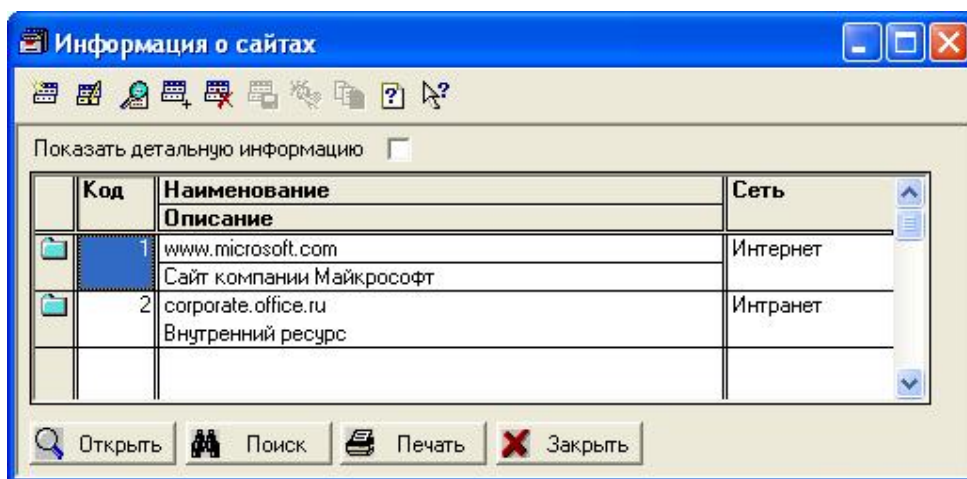 Информация о сайтах
Показать детальную информацию
Код Наименование Сеть
Описание
1 www.microsoft.com Интернет
Сайт компании Майкрософт
2 corporate.office.ru Интранет
Внутренний ресурс
Открыть Поиск Печать Закрыть